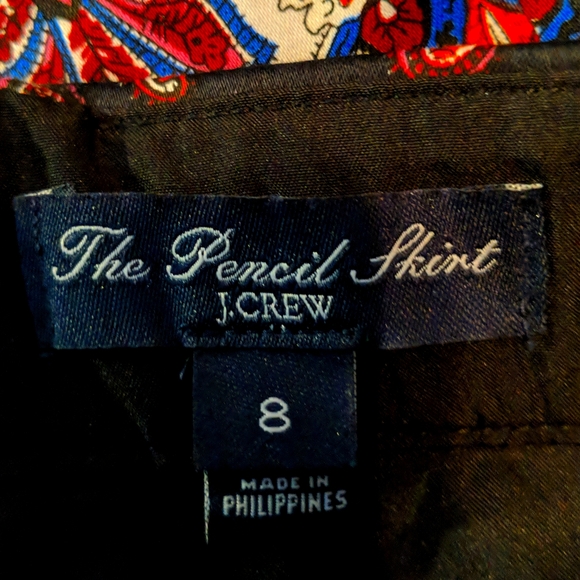 The Pencil Skirt
J.CREW
8
MADE IN
PHILIPPINES